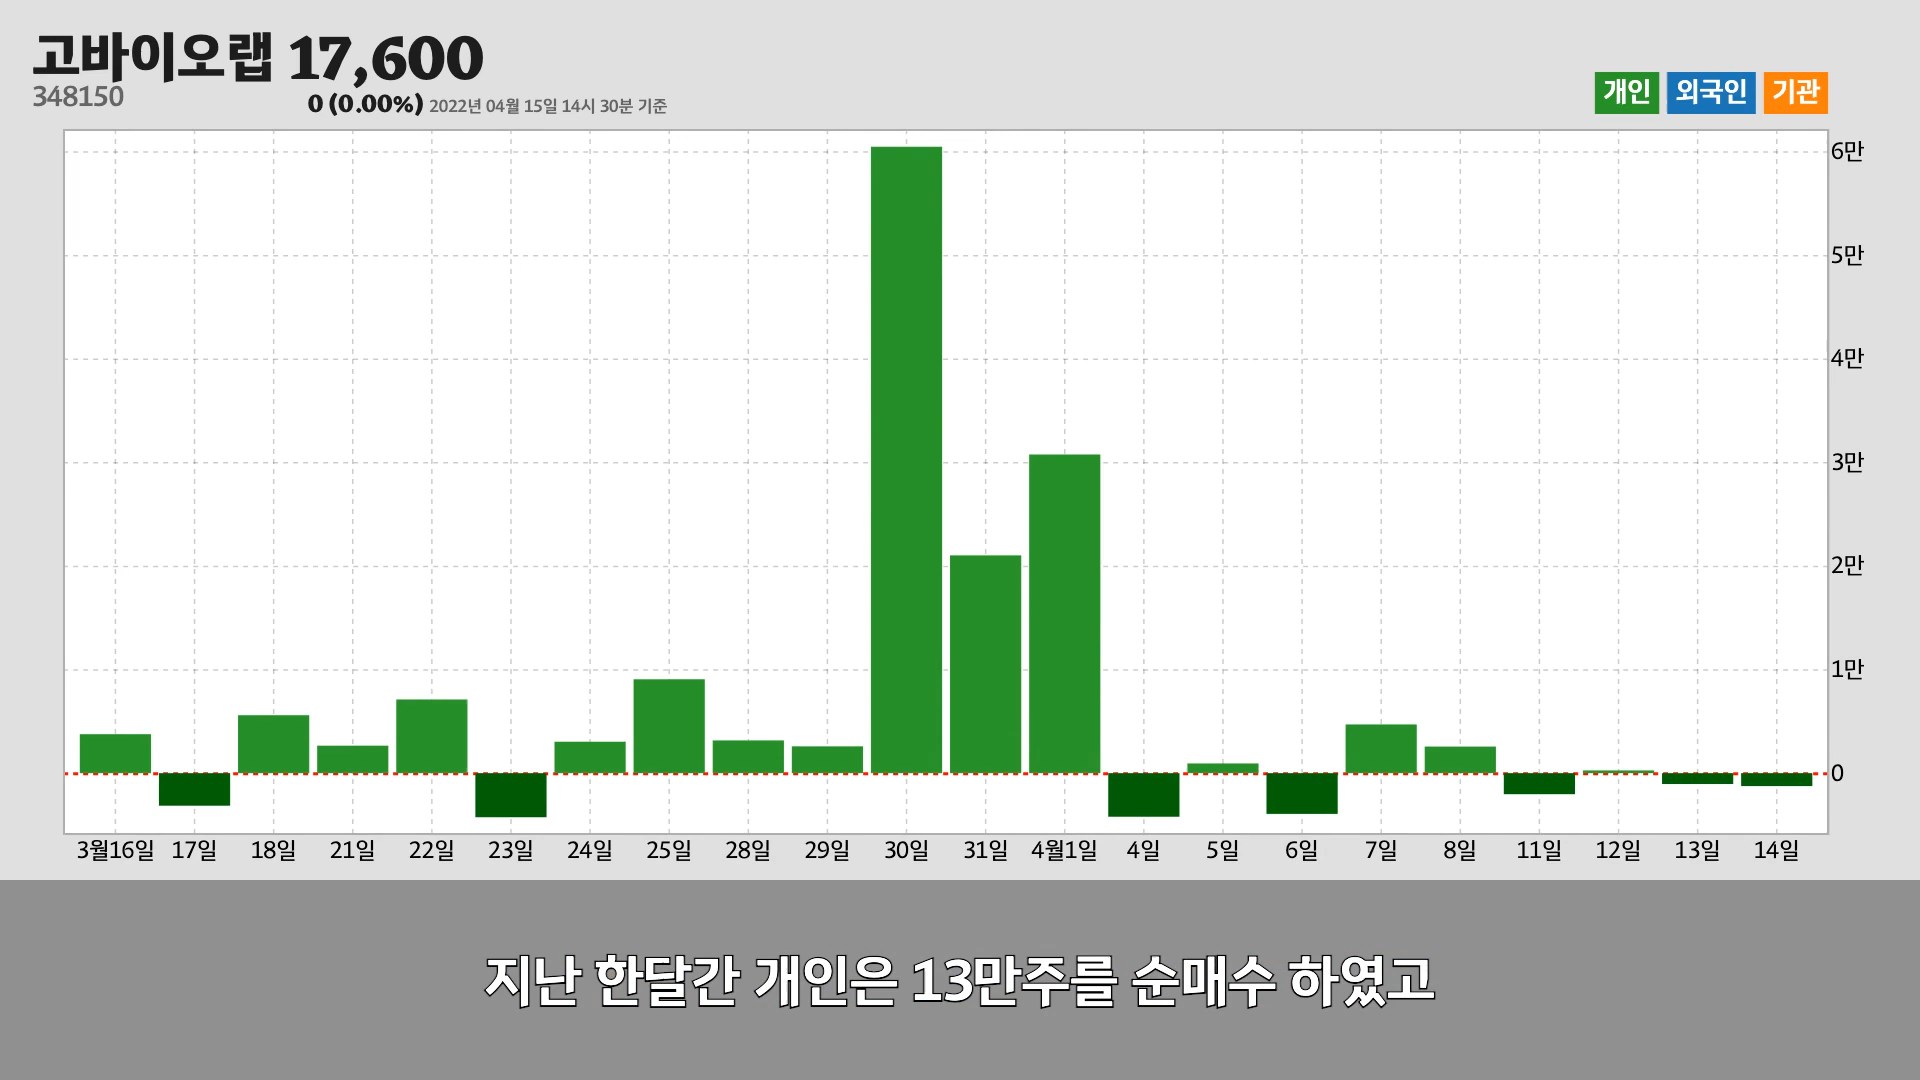 고바이오랩 17,600
348150
0 (0.00%) 2022년 04월 15일 14시 30분 기준
개인 외국인 기관
6만
5만
4만
3만
2만
1만
0
3월16일 17일 18일 21일 22일 23일 24일 25일 28일 29일 30일 31일 4월1일 4일 5일 6일 7일 8일 11일 12일 13일 14일
지난 한달간 개인은 13만주를 순매수 하였고